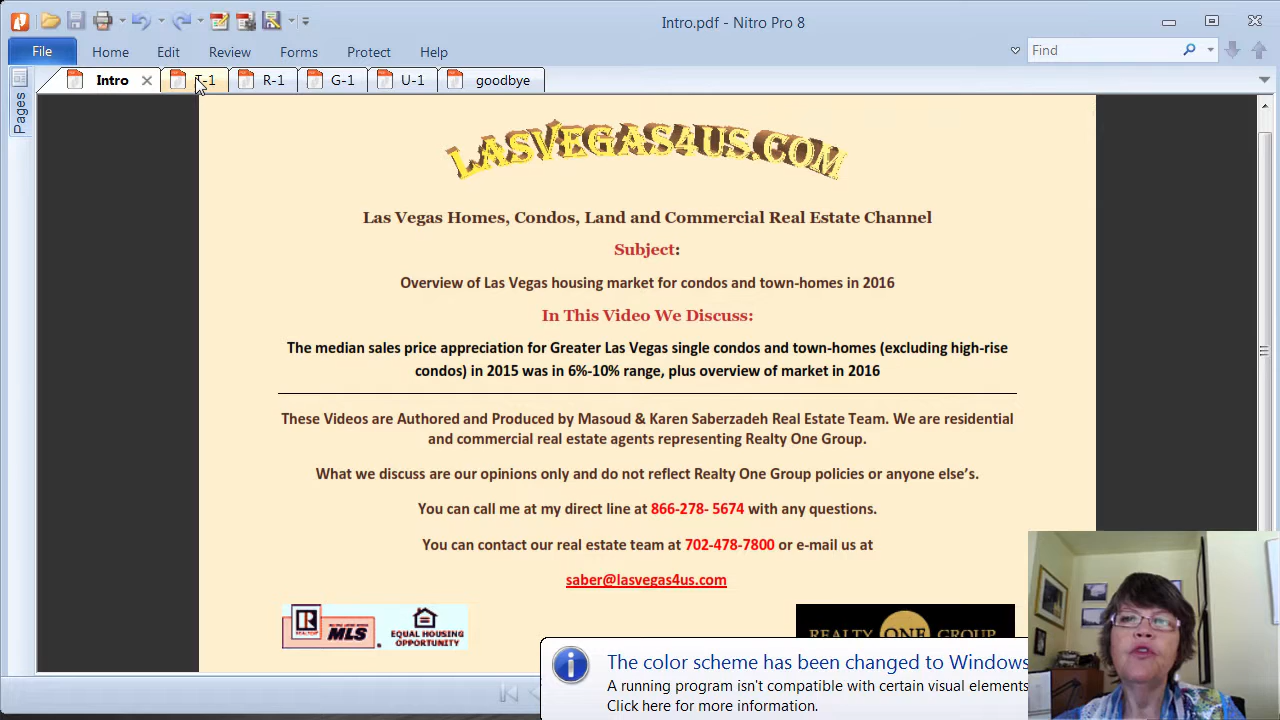 Intro.pdf - Nitro Pro 8
File Home Edit Review Forms Protect Help Find
Intro T-1 R-1 G-1 U-1 goodbye
Pages
LASVEGAS4US.COM
Las Vegas Homes, Condos, Land and Commercial Real Estate Channel
Subject:
Overview of Las Vegas housing market for condos and town-homes in 2016
In This Video We Discuss:
The median sales price appreciation for Greater Las Vegas single condos and town-homes (excluding high-rise
condos) in 2015 was in 6%-10% range, plus overview of market in 2016
These Videos are Authored and Produced by Masoud & Karen Saberzadeh Real Estate Team. We are residential
and commercial real estate agents representing Realty One Group.
What we discuss are our opinions only and do not reflect Realty One Group policies or anyone else's.
You can call me at my direct line at 866-278- 5674 with any questions.
You can contact our real estate team at 702-478-7800 or e-mail us at
saber@lasvegas4us.com
R MLS. EQUAL HOUSING
OPPORTUNITY
REALTY ONE GROUP
The color scheme has been changed to Windows
A running program isn't compatible with certain visual elements
Click here for more information.